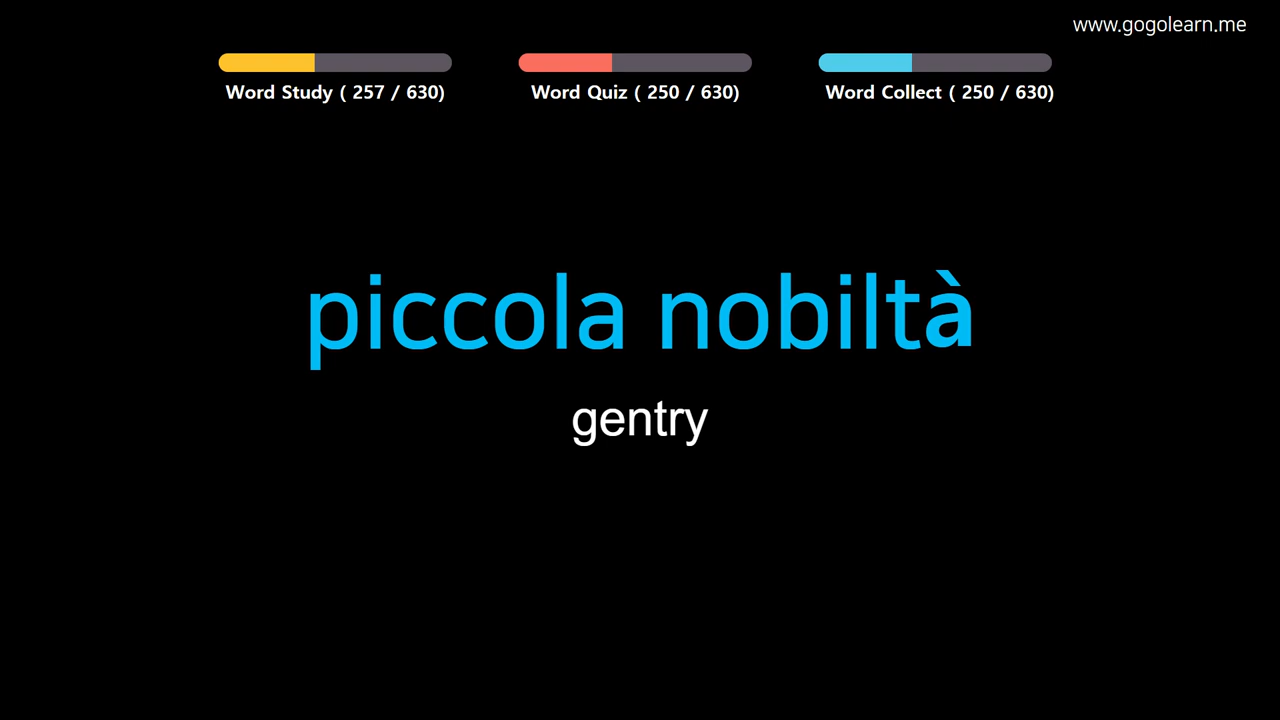 www.gogolearn.me
Word Study ( 257 / 630)
Word Quiz ( 250 / 630)
Word Collect ( 250 / 630)
piccola nobiltà
gentry